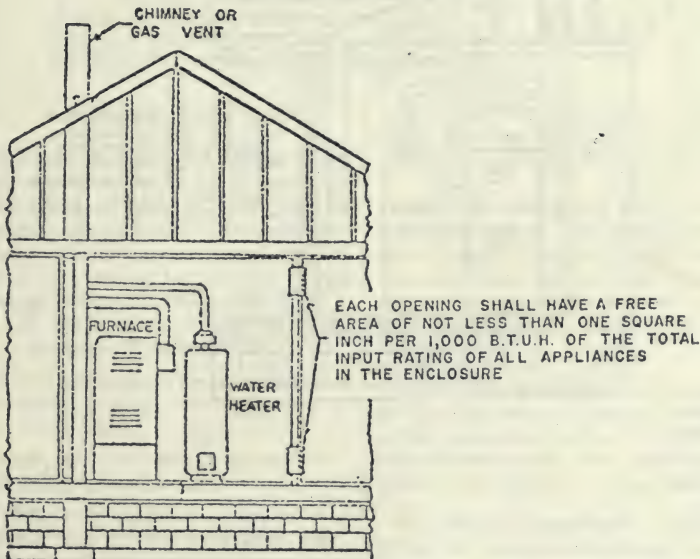 CHIMNEY OR
GAS VENT
EACH OPENING SHALL HAVE A FREE
AREA OF NOT LESS THAN ONE SQUARE
INCH PER 1,000 B.T.U.H. OF THE TOTAL
INPUT RATING OF ALL APPLIANCES
IN THE ENCLOSURE
FURNACE
WATER
HEATER